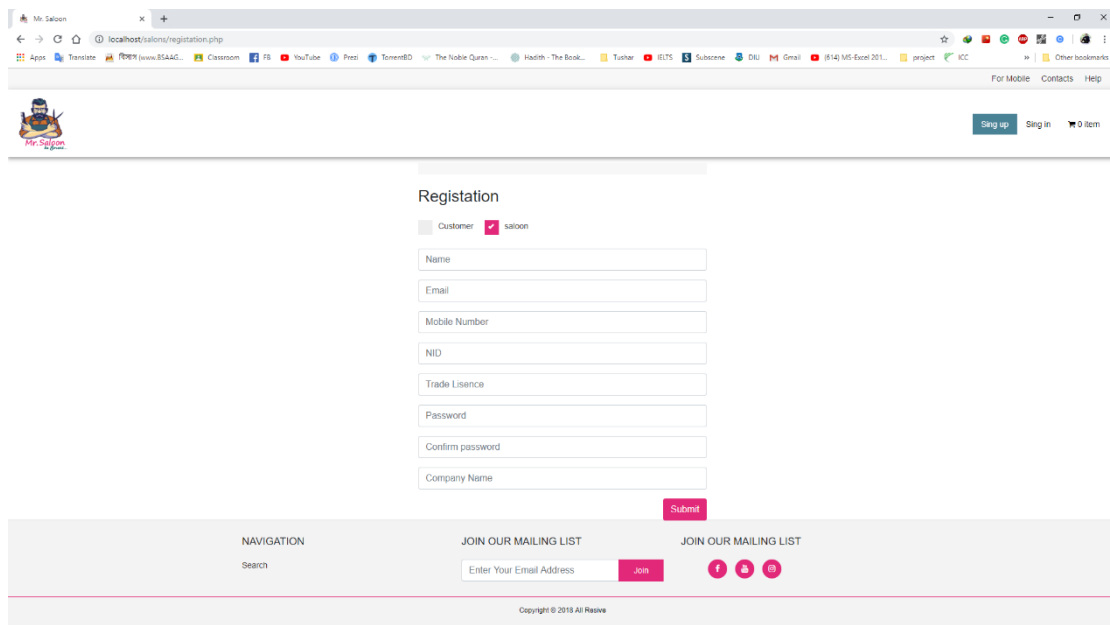 Mr. Saloon
localhost/salons/registation.php
Apps Translate (www.BSAAG... Classroom FB YouTube Prezi TorrentBD The Noble Quran -... Hadith - The Book... Tushar IELTS Subscene DIU Gmail (614) MS-Excel 201... project ICC » Other bookmarks
For Mobile Contacts Help
Mr.Saloon
Sing up Sing in 0 item
Registation
Customer saloon
Name
Email
Mobile Number
NID
Trade Lisence
Password
Confirm password
Company Name
Submit
NAVIGATION JOIN OUR MAILING LIST JOIN OUR MAILING LIST
Search Enter Your Email Address Join
Copyright © 2018 All Resive